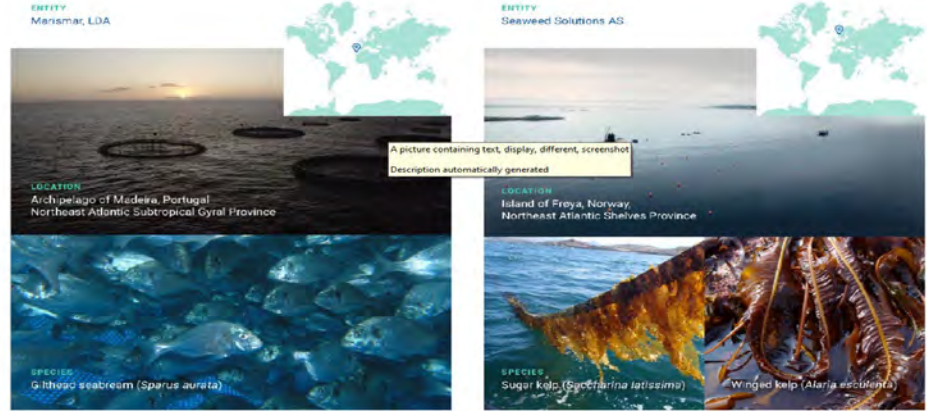 ENTITY
Marismar, LDA
LOCATION
Archipelago of Madeira, Portugal
Northeast Atlantic Subtropical Gyral Province
SPECIES
Gilthead seabream (Sparus aurata)
A picture containing text, display, different, screenshot
Description automatically generated
ENTITY
Seaweed Solutions AS
LOCATION
Island of Frøya, Norway,
Northeast Atlantic Shelves Province
SPECIES
Sugar kelp (Saccharina latissima)
Winged kelp (Alaria esculenta)